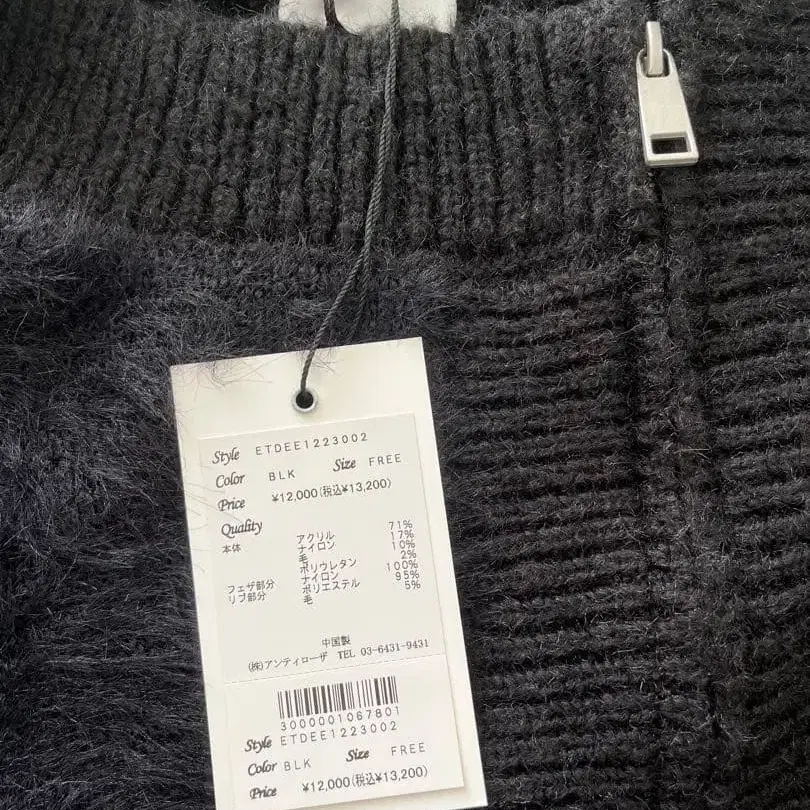 Style ETDEE1223002
Color BLK Size FREE
Price ¥12,000(税込¥13,200)
Quality
本体 アクリル 71%
ナイロン 17%
毛 10%
ポリウレタン 2%
フェザ部分 ナイロン 100%
リブ部分 ポリエステル 95%
毛 5%
中国製
(株)アンティローザ TEL 03-6431-9431
3000001067801
Style ETDEE1223002
Color BLK Size FREE
Price ¥12,000(税込¥13,200)